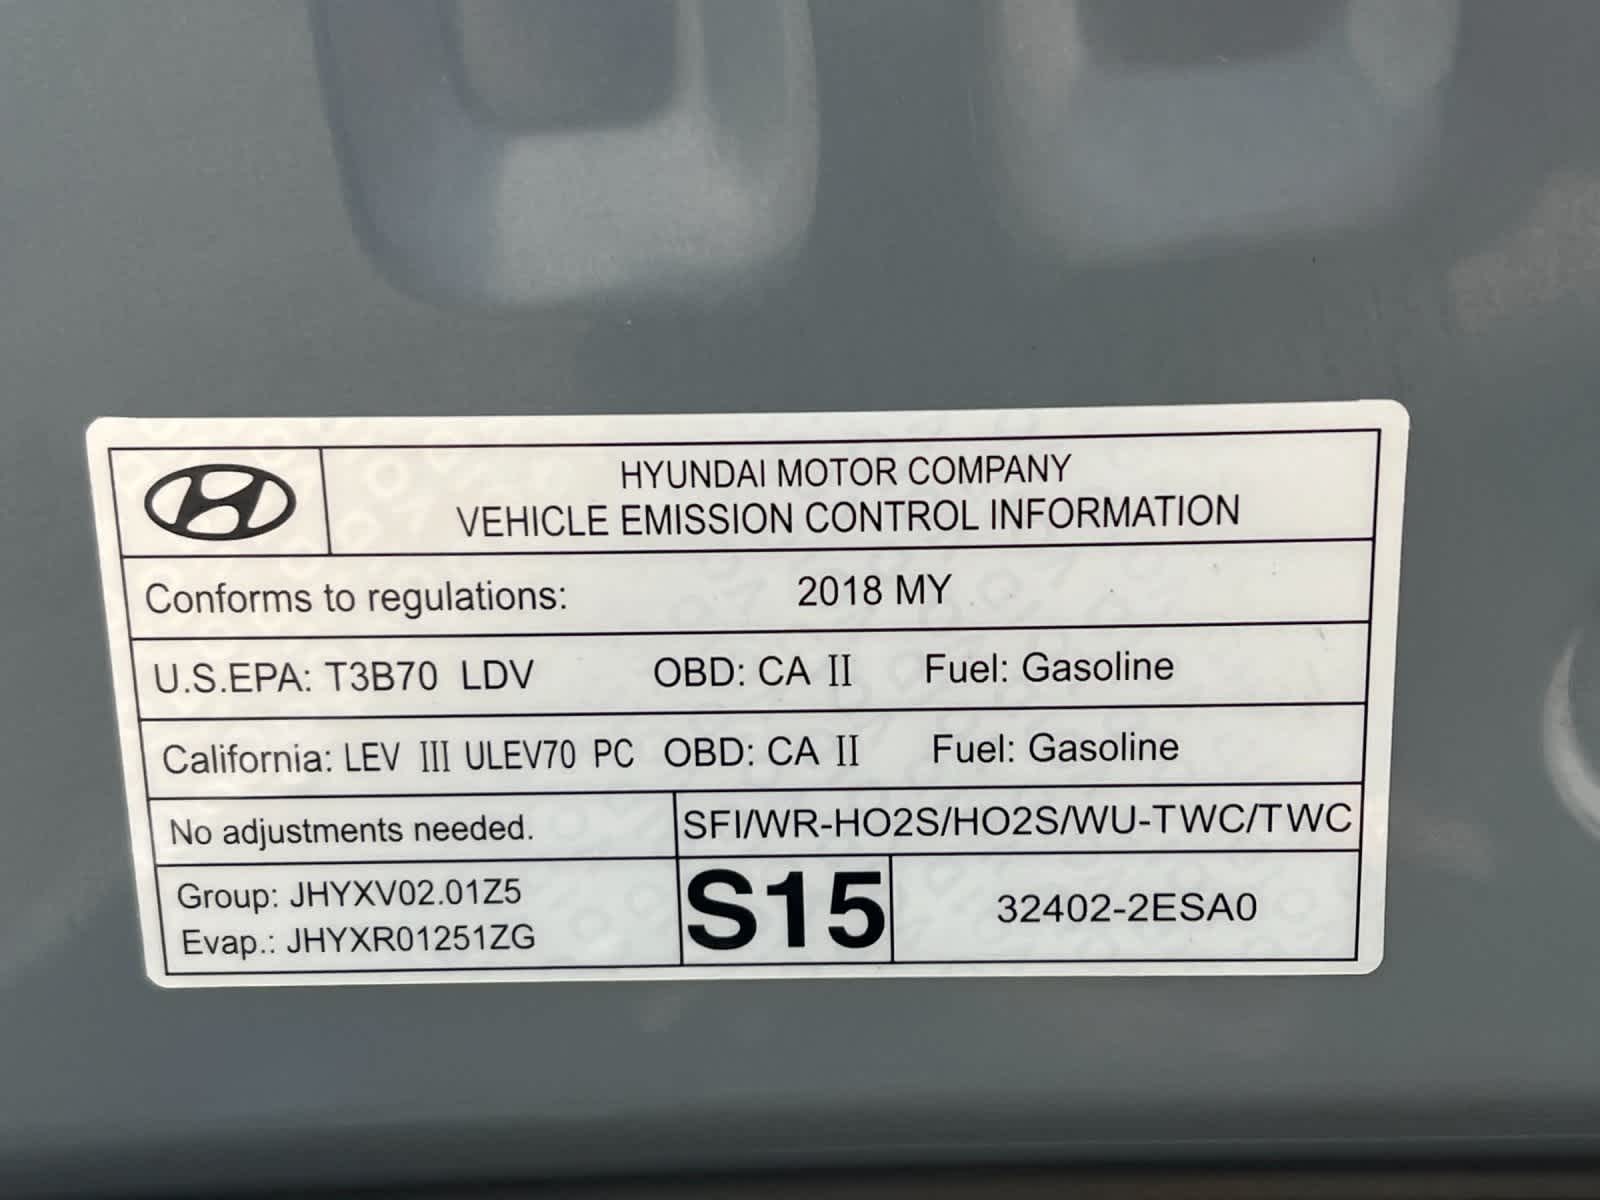 HYUNDAI MOTOR COMPANY
VEHICLE EMISSION CONTROL INFORMATION
Conforms to regulations: 2018 MY
U.S.EPA: T3B70 LDV OBD: CA II Fuel: Gasoline
California: LEV III ULEV70 PC OBD: CA II Fuel: Gasoline
No adjustments needed. SFI/WR-HO2S/HO2S/WU-TWC/TWC
Group: JHYXV02.01Z5
Evap.: JHYXR01251ZG
S15
32402-2ESA0